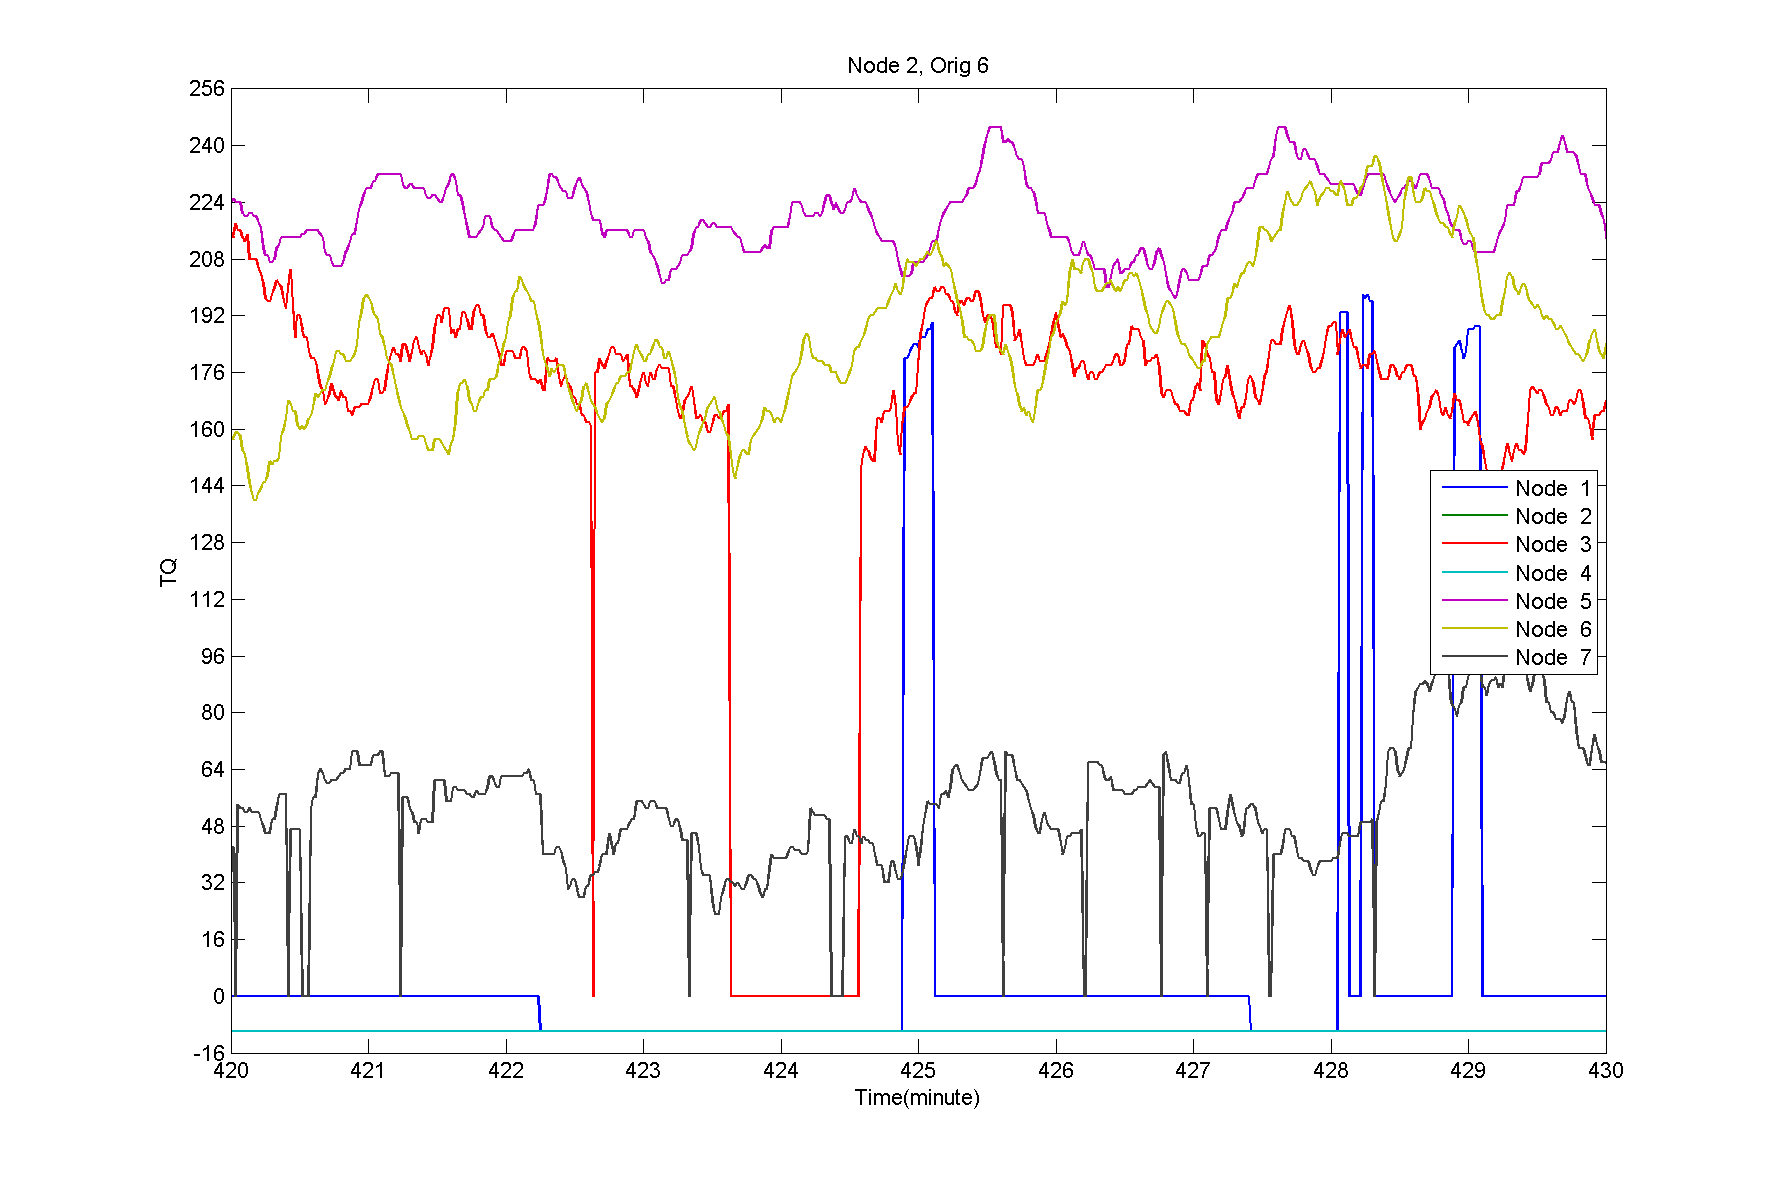 Node 2, Orig 6
256
240
224
208
192
176
160
144
128
112
96
80
64
48
32
16
0
-16
TQ
Node 1
Node 2
Node 3
Node 4
Node 5
Node 6
Node 7
420 421 422 423 424 425 426 427 428 429 430
Time(minute)